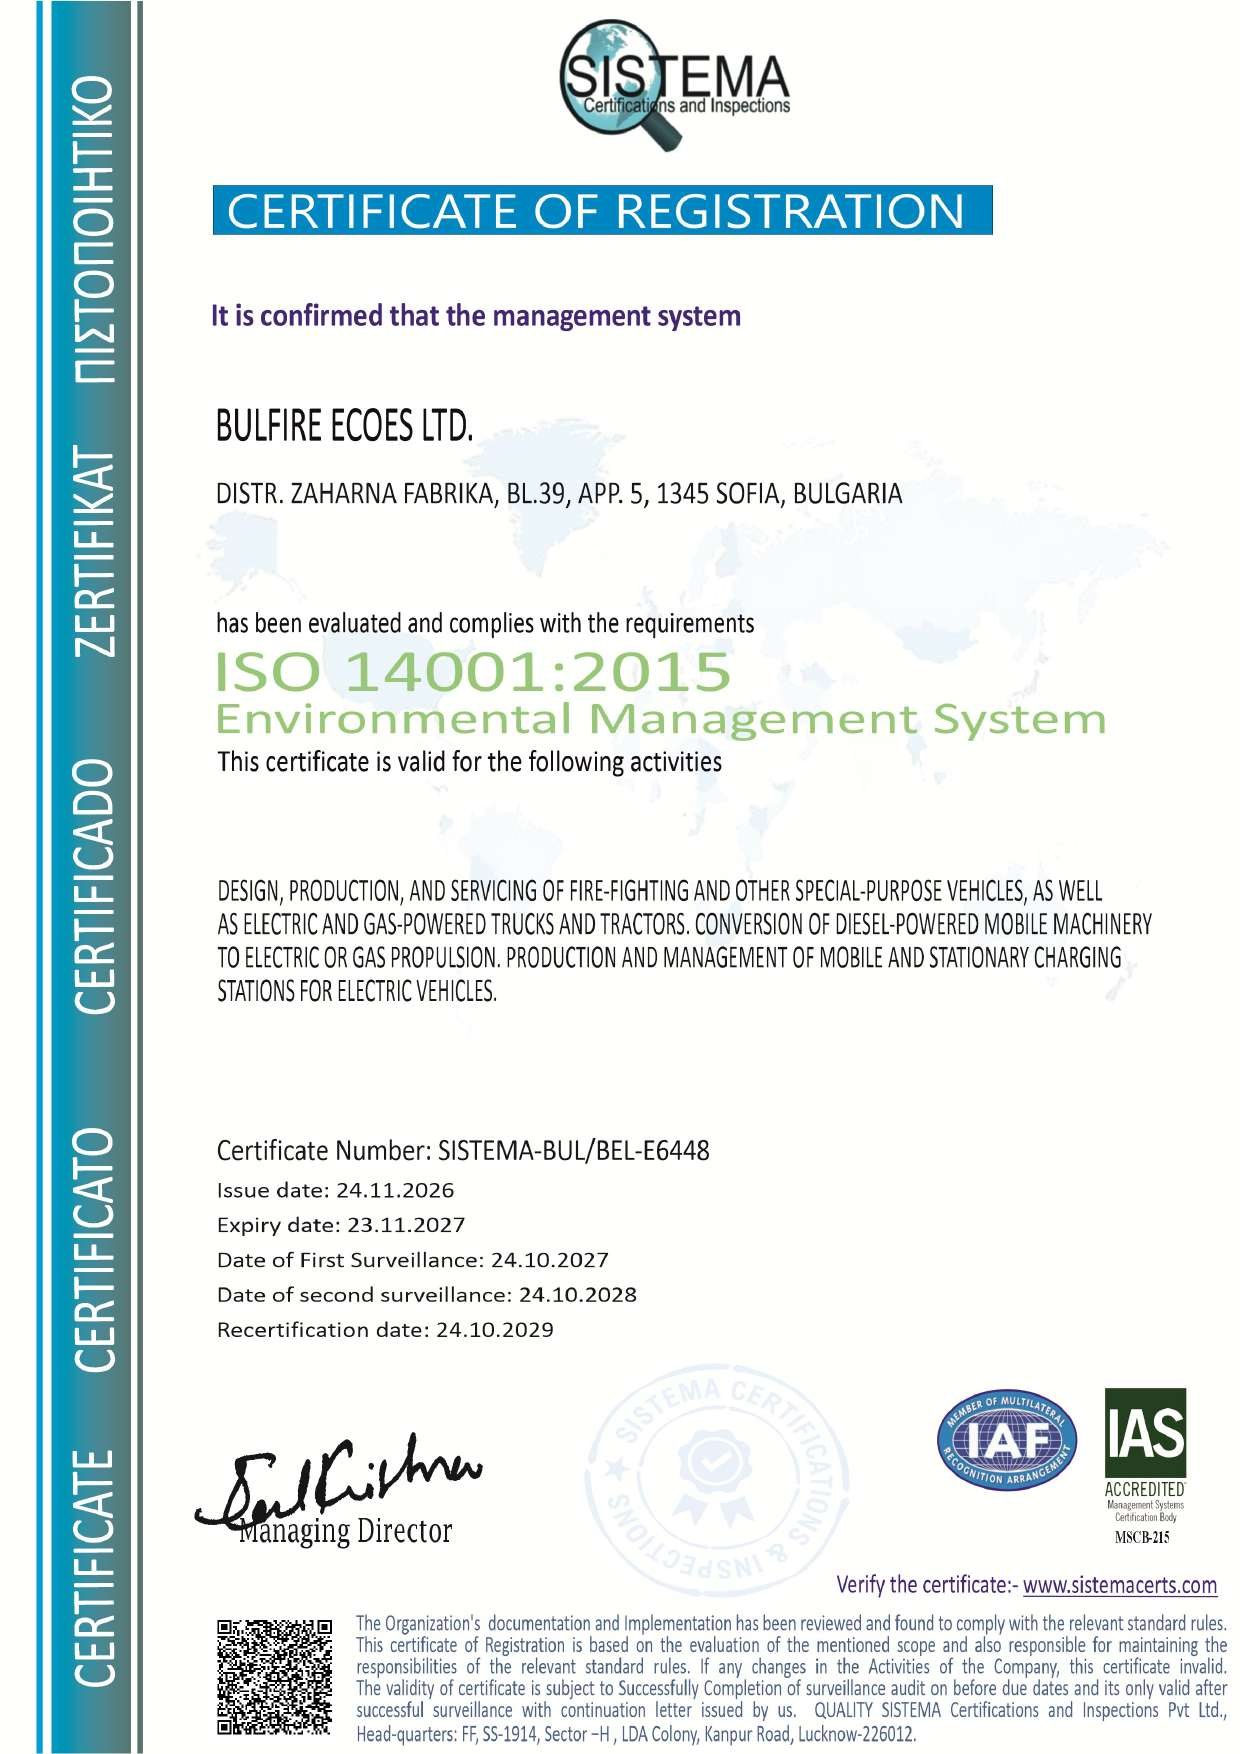 SISTEMA
Certifications and Inspections
CERTIFICATE OF REGISTRATION
It is confirmed that the management system
BULFIRE ECOES LTD.
DISTR. ZAHARNA FABRIKA, BL.39, APP. 5, 1345 SOFIA, BULGARIA
has been evaluated and complies with the requirements
ISO 14001:2015
Environmental Management System
This certificate is valid for the following activities
DESIGN, PRODUCTION, AND SERVICING OF FIRE-FIGHTING AND OTHER SPECIAL-PURPOSE VEHICLES, AS WELL
AS ELECTRIC AND GAS-POWERED TRUCKS AND TRACTORS. CONVERSION OF DIESEL-POWERED MOBILE MACHINERY
TO ELECTRIC OR GAS PROPULSION. PRODUCTION AND MANAGEMENT OF MOBILE AND STATIONARY CHARGING
STATIONS FOR ELECTRIC VEHICLES.
Certificate Number: SISTEMA-BUL/BEL-E6448
Issue date: 24.11.2026
Expiry date: 23.11.2027
Date of First Surveillance: 24.10.2027
Date of second surveillance: 24.10.2028
Recertification date: 24.10.2029
Managing Director
SISTEMA CERTIFICATIONS & INSPECTIONS
MEMBER OF MULTILATERAL
IAF
RECOGNITION ARRANGEMENT
IAS
ACCREDITED
Management Systems
Certification Body
MSCB-215
Verify the certificate:- www.sistemacerts.com
The Organization's documentation and Implementation has been reviewed and found to comply with the relevant standard rules.
This certificate of Registration is based on the evaluation of the mentioned scope and also responsible for maintaining the
responsibilities of the relevant standard rules. If any changes in the Activities of the Company, this certificate invalid.
The validity of certificate is subject to Successfully Completion of surveillance audit on before due dates and its only valid after
successful surveillance with continuation letter issued by us. QUALITY SISTEMA Certifications and Inspections Pvt Ltd.,
Head-quarters: FF, SS-1914, Sector –H , LDA Colony, Kanpur Road, Lucknow-226012.
CERTIFICATE CERTIFICATO CERTIFICADO ZERTIFIKAT ΠΙΣΤΟΠΟΙΗΤΙΚΟ